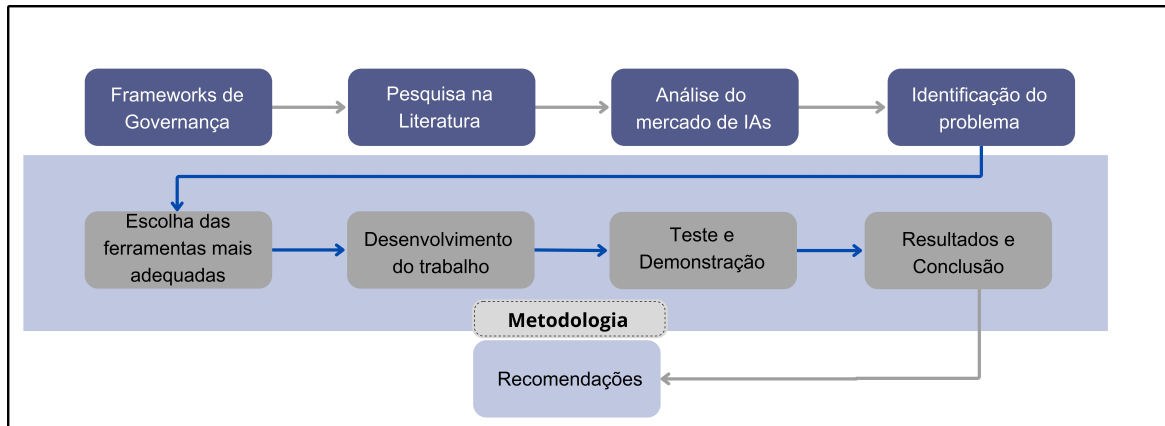 Frameworks de
Governança
Pesquisa na
Literatura
Análise do
mercado de IAs
Identificação do
problema
Escolha das
ferramentas mais
adequadas
Desenvolvimento
do trabalho
Teste e
Demonstração
Resultados e
Conclusão
Metodologia
Recomendações